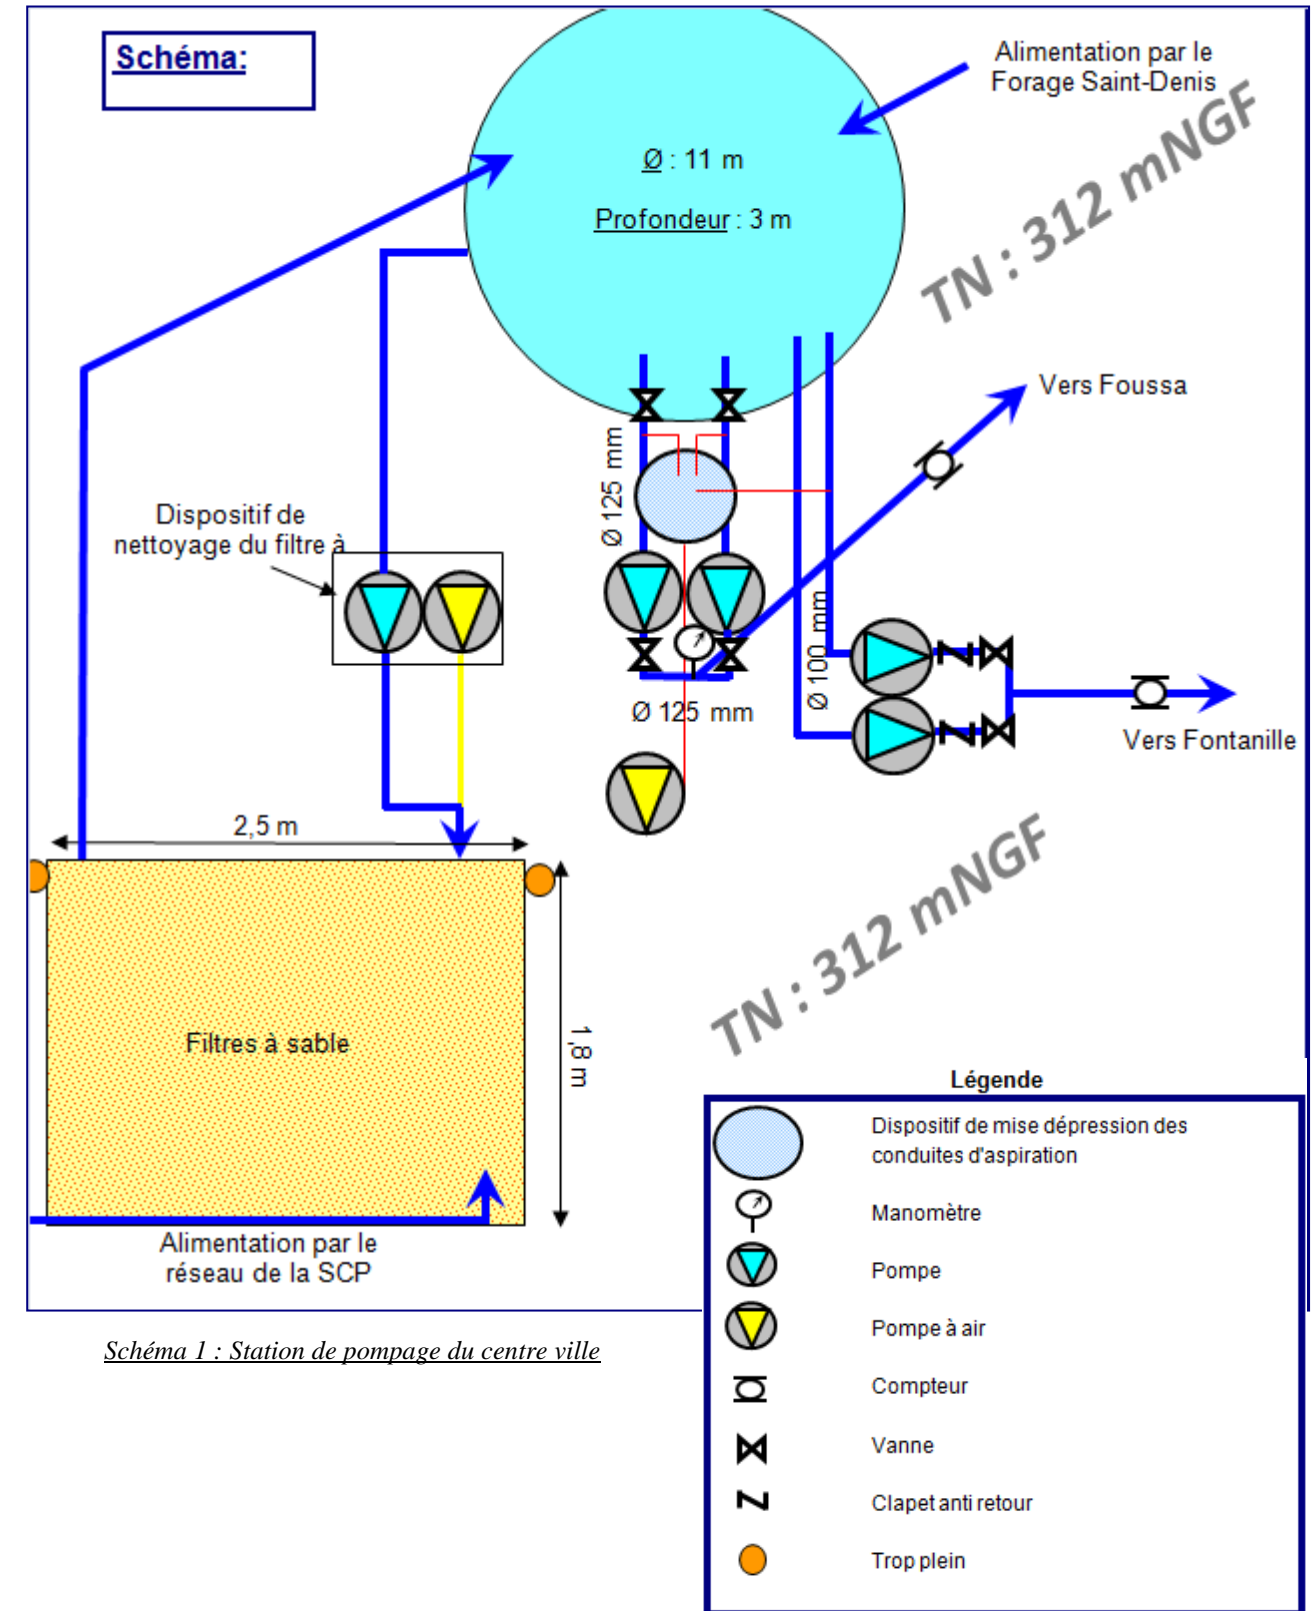 Schéma:
Alimentation par le
Forage Saint-Denis
Ø : 11 m
Profondeur : 3 m
TN : 312 mNGF
Vers Foussa
Ø 125 mm
Dispositif de
nettoyage du filtre à
Ø 100 mm
Ø 125 mm
Vers Fontanille
2,5 m
TN : 312 mNGF
Filtres à sable
1,8 m
Alimentation par le
réseau de la SCP
Légende
Dispositif de mise dépression des
conduites d'aspiration
Manomètre
Pompe
Pompe à air
Compteur
Vanne
Clapet anti retour
Trop plein
Schéma 1 : Station de pompage du centre ville